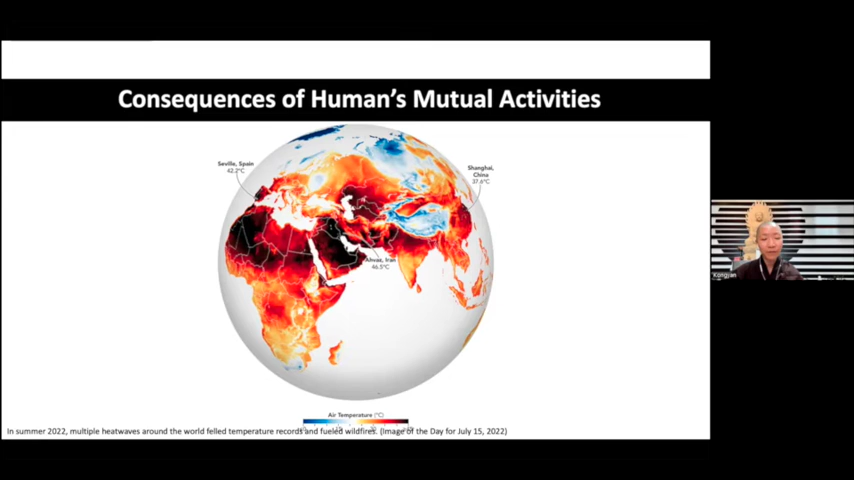 Consequences of Human's Mutual Activities
Seville, Spain
42.2°C
Shanghai,
China
37.6°C
Ahvaz, Iran
46.5°C
Air Temperature (°C)
In summer 2022, multiple heatwaves around the world felled temperature records and fueled wildfires. (Image of the Day for July 15, 2022)